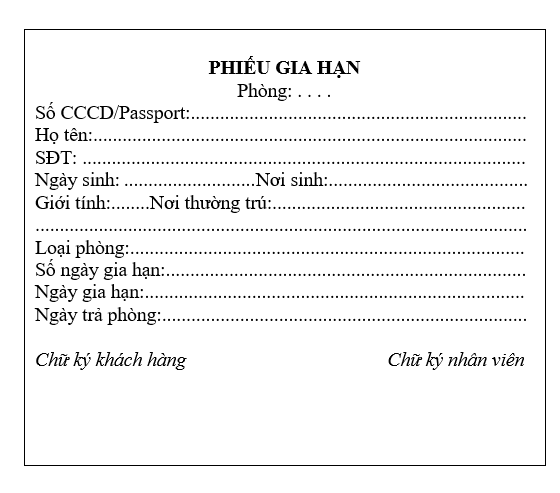 PHIẾU GIA HẠN
Phòng: . . . .
Số CCCD/Passport:....................................................................
Họ tên:.......................................................................................
SĐT: .........................................................................................
Ngày sinh: ...........................Nơi sinh:........................................
Giới tính:........Nơi thường trú:...................................................
...................................................................................................
Loại phòng:................................................................................
Số ngày gia hạn:.........................................................................
Ngày gia hạn:.............................................................................
Ngày trả phòng:..........................................................................
Chữ ký khách hàng Chữ ký nhân viên